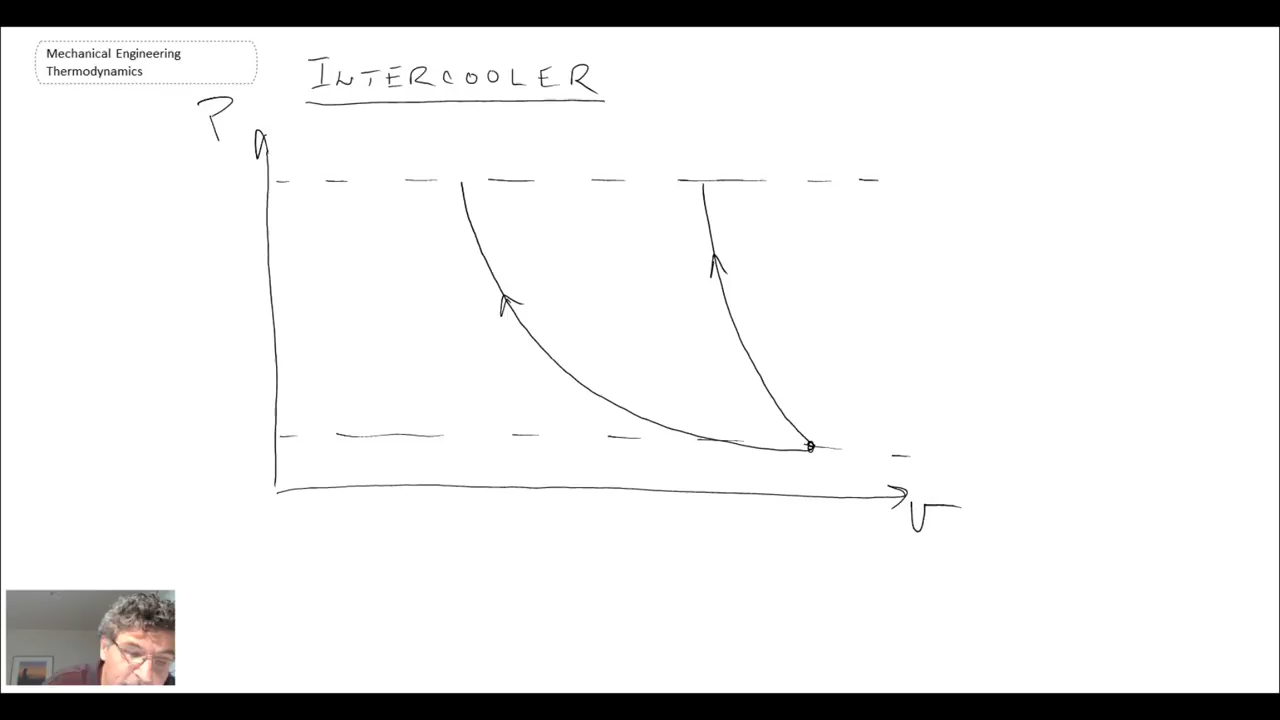 Mechanical Engineering
Thermodynamics
INTERCOOLER
P
v